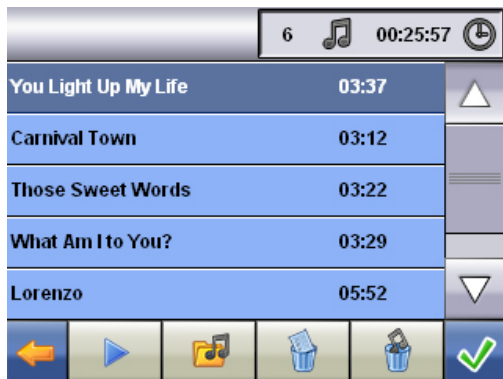 6 00:25:57
You Light Up My Life 03:37
Carnival Town 03:12
Those Sweet Words 03:22
What Am I to You? 03:29
Lorenzo 05:52